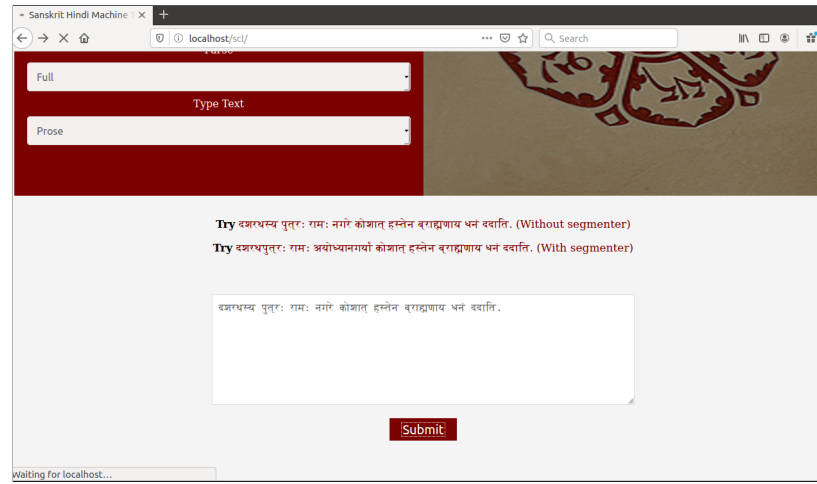 Sanskrit Hindi Machine
localhost/scl/
Search
Full
Type Text
Prose
Try दशरथस्य पुत्रः रामः नगरे कोशात् हस्तेन ब्राह्मणाय धनं ददाति. (Without segmenter)
Try दशरथपुत्रः रामः अयोध्यानगर्यां कोशात् हस्तेन ब्राह्मणाय धनं ददाति. (With segmenter)
दशरथस्य पुत्रः रामः नगरे कोशात् हस्तेन ब्राह्मणाय धनं ददाति.
Submit
Waiting for localhost...